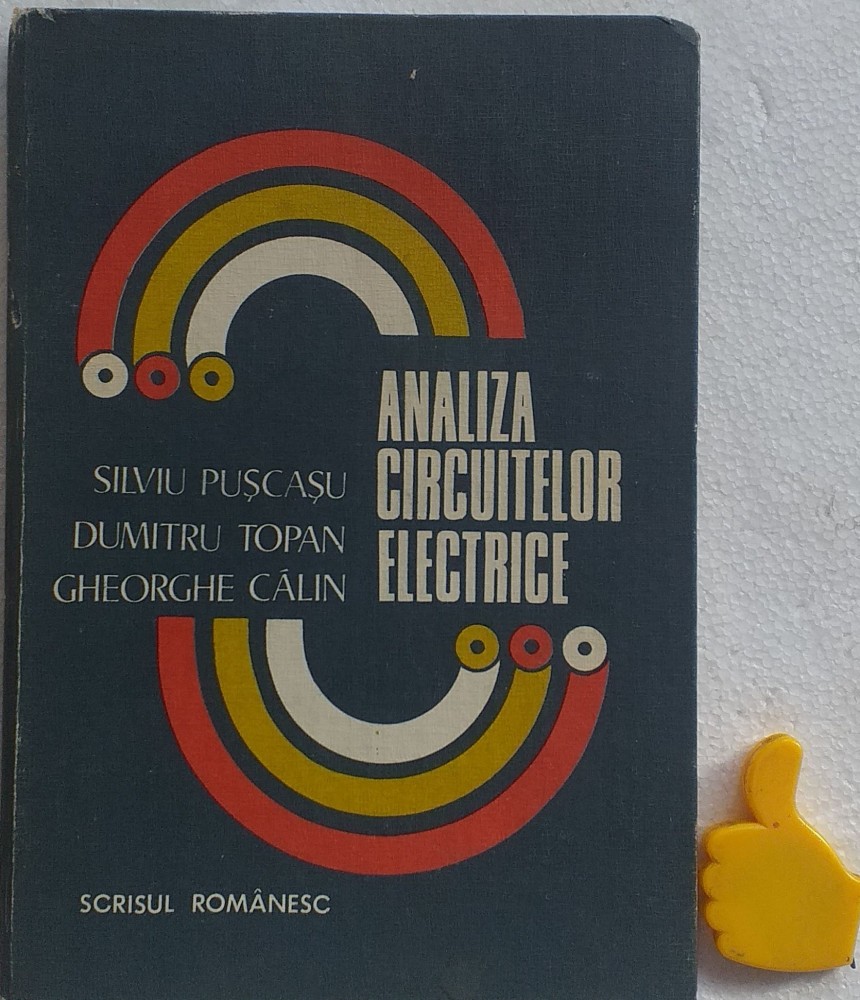 ANALIZA
CIRCUITELOR
ELECTRICE
SILVIU PUȘCAȘU
DUMITRU TOPAN
GHEORGHE CĂLIN
SCRISUL ROMÂNESC